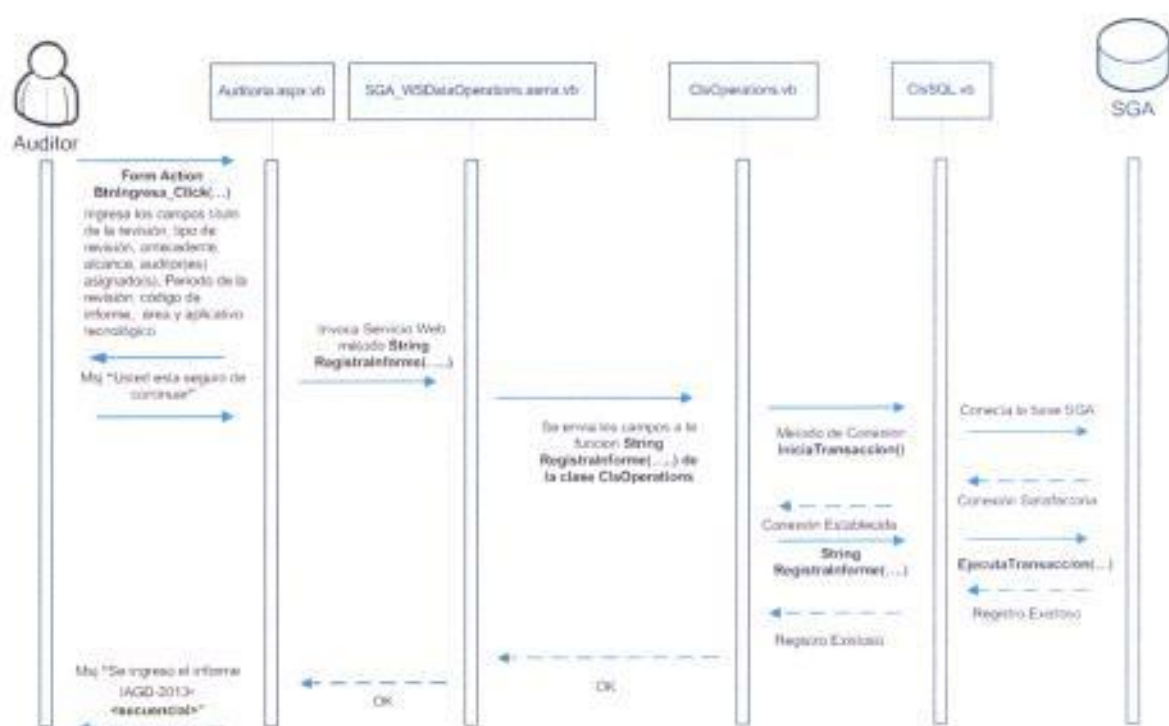 Auditor
Auditoria.aspx.vb
SGA_WSDataOperations.asmx.vb
ClsOperations.vb
ClsSQL.vb
SGA
Form Action
BtnIngresa_Click(...)
Ingresa los campos título
de la revisión, tipo de
revisión, antecedente,
alcance, auditor(es)
asignado(s), Periodo de la
revisión, código de
informe, área y aplicativo
tecnológico
Msj "Usted esta seguro de
continuar"
Invoca Servicio Web
método String
RegistraInforme(.....)
Se envia los campos a la
funcion String
RegistraInforme(.....) de
la clase ClsOperations
Metodo de Conexion
IniciaTransaccion()
Conecta la base SGA
Conexión Satisfactoria
Conexión Establecida
String
RegistraInforme(.....)
EjecutaTransaccion(...)
Registro Exitoso
Registro Exitoso
OK
OK
Msj "Se ingreso el informe
IAGD-2013-
<secuencial>"